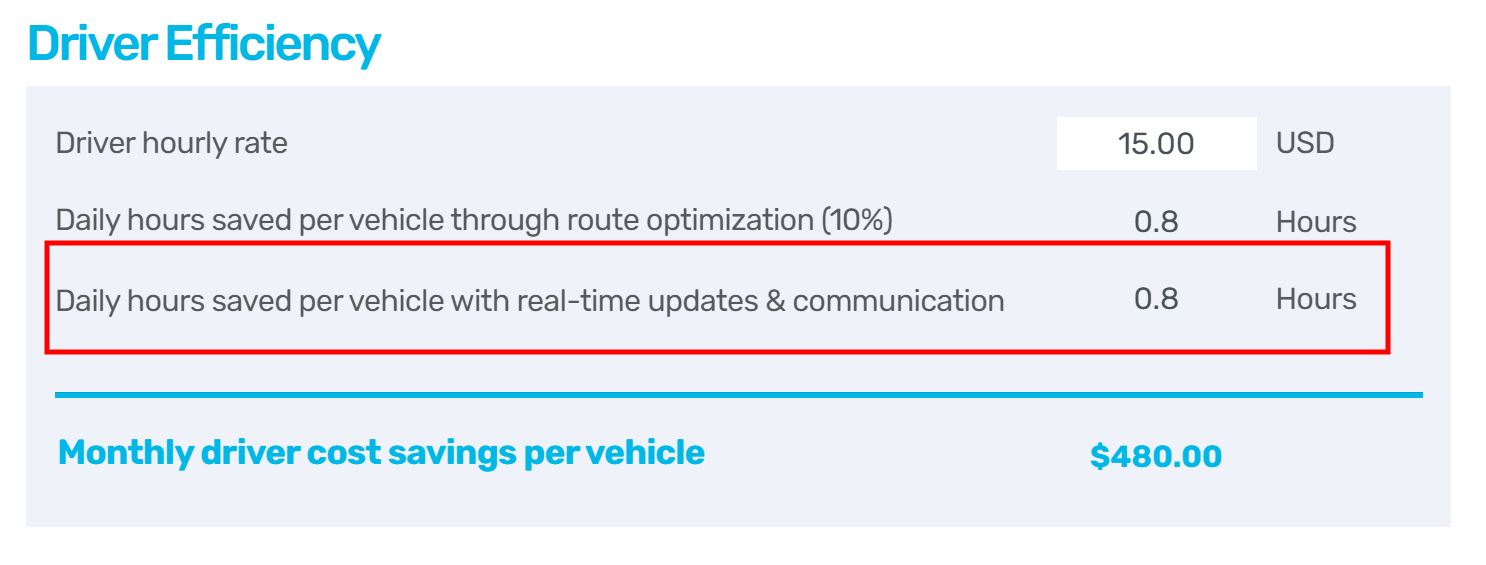 Driver Efficiency
Driver hourly rate 15.00 USD
Daily hours saved per vehicle through route optimization (10%) 0.8 Hours
Daily hours saved per vehicle with real-time updates & communication 0.8 Hours
Monthly driver cost savings per vehicle $480.00